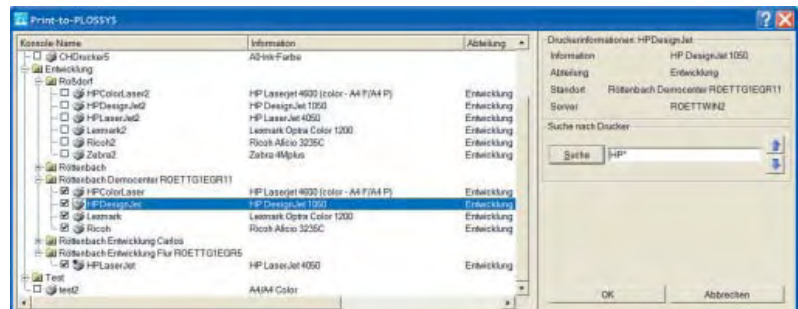 Print-to-PLOSSYS
Konsole-Name Information Abteilung
CHDrucker5 A0-Ink-Farbe
Entwicklung
Roßdorf
HPColorLaser2 HP Laserjet 4600 (color - A4 F/A4 P) Entwicklung
HPDesignJet2 HP DesignJet 1050 Entwicklung
HPLaserJet2 HP LaserJet 4050 Entwicklung
Lexmark2 Lexmark Optra Color 1200 Entwicklung
Ricoh2 Ricoh Aficio 3235C Entwicklung
Zebra2 Zebra 4Mplus Entwicklung
Röttenbach
Röttenbach Democenter ROETTG1EGR11
HPColorLaser HP Laserjet 4600 (color - A4 F/A4 P) Entwicklung
HPDesignJet HP DesignJet 1050 Entwicklung
Lexmark Lexmark Optra Color 1200 Entwicklung
Ricoh Ricoh Aficio 3235C Entwicklung
Röttenbach Entwicklung Carlos
Röttenbach Entwicklung Flur ROETTG1EGR5
HPLaserJet HP LaserJet 4050 Entwicklung
Test
test2 A4/A4 Color
Druckerinformationen: HPDesignJet
Information HP DesignJet 1050
Abteilung Entwicklung
Standort Röttenbach Democenter ROETTG1EGR11
Server ROETTWIN2
Suche nach Drucker
Suche HP*
OK Abbrechen